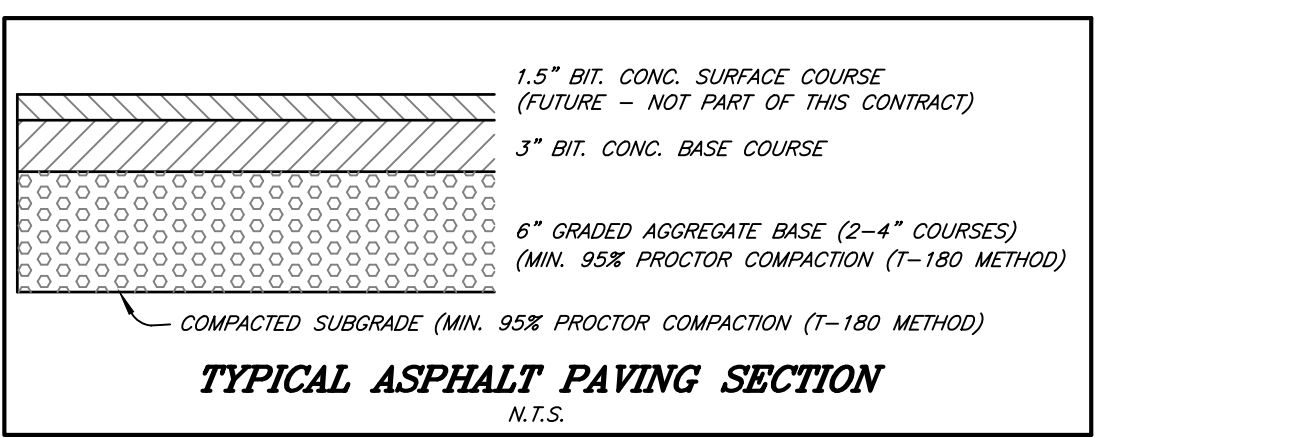 1.5" BIT. CONC. SURFACE COURSE
(FUTURE – NOT PART OF THIS CONTRACT)
3" BIT. CONC. BASE COURSE
6" GRADED AGGREGATE BASE (2–4" COURSES)
(MIN. 95% PROCTOR COMPACTION (T–180 METHOD)
COMPACTED SUBGRADE (MIN. 95% PROCTOR COMPACTION (T–180 METHOD)
TYPICAL ASPHALT PAVING SECTION
N.T.S.